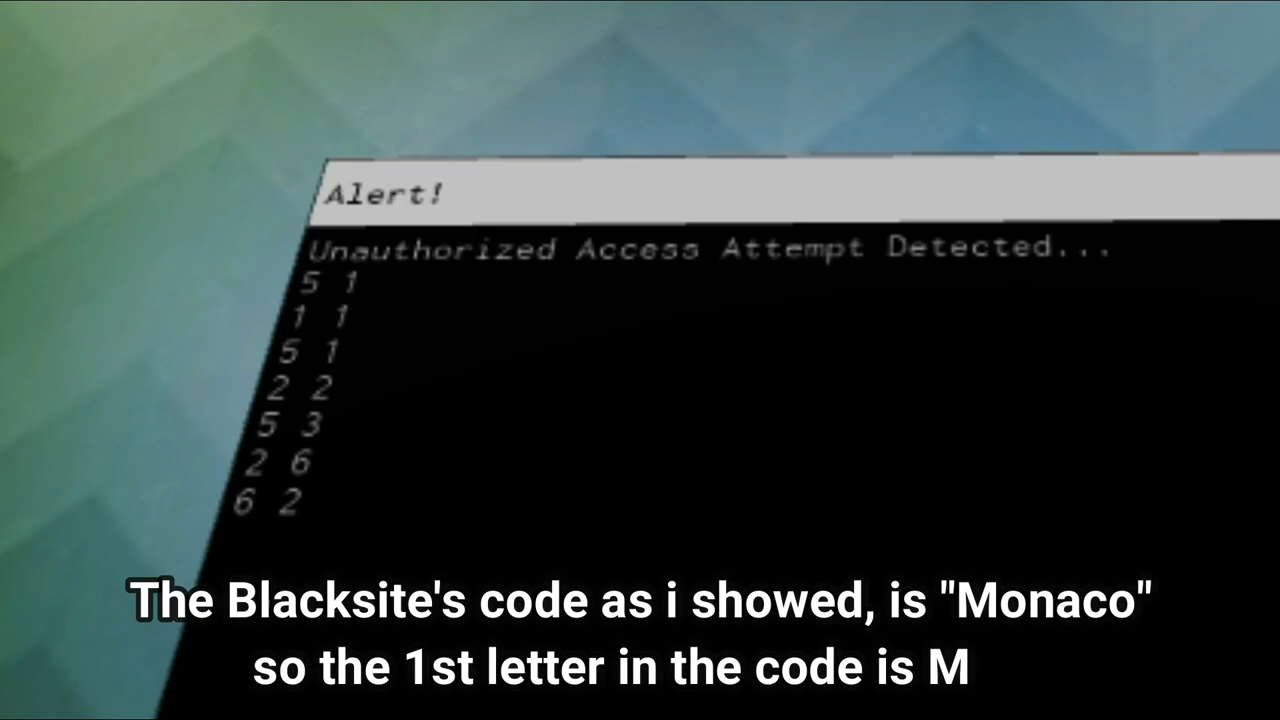 Alert!
Unauthorized Access Attempt Detected...
5 1
1 1
5 1
2 2
5 3
2 6
6 2
The Blacksite's code as i showed, is "Monaco"
so the 1st letter in the code is M